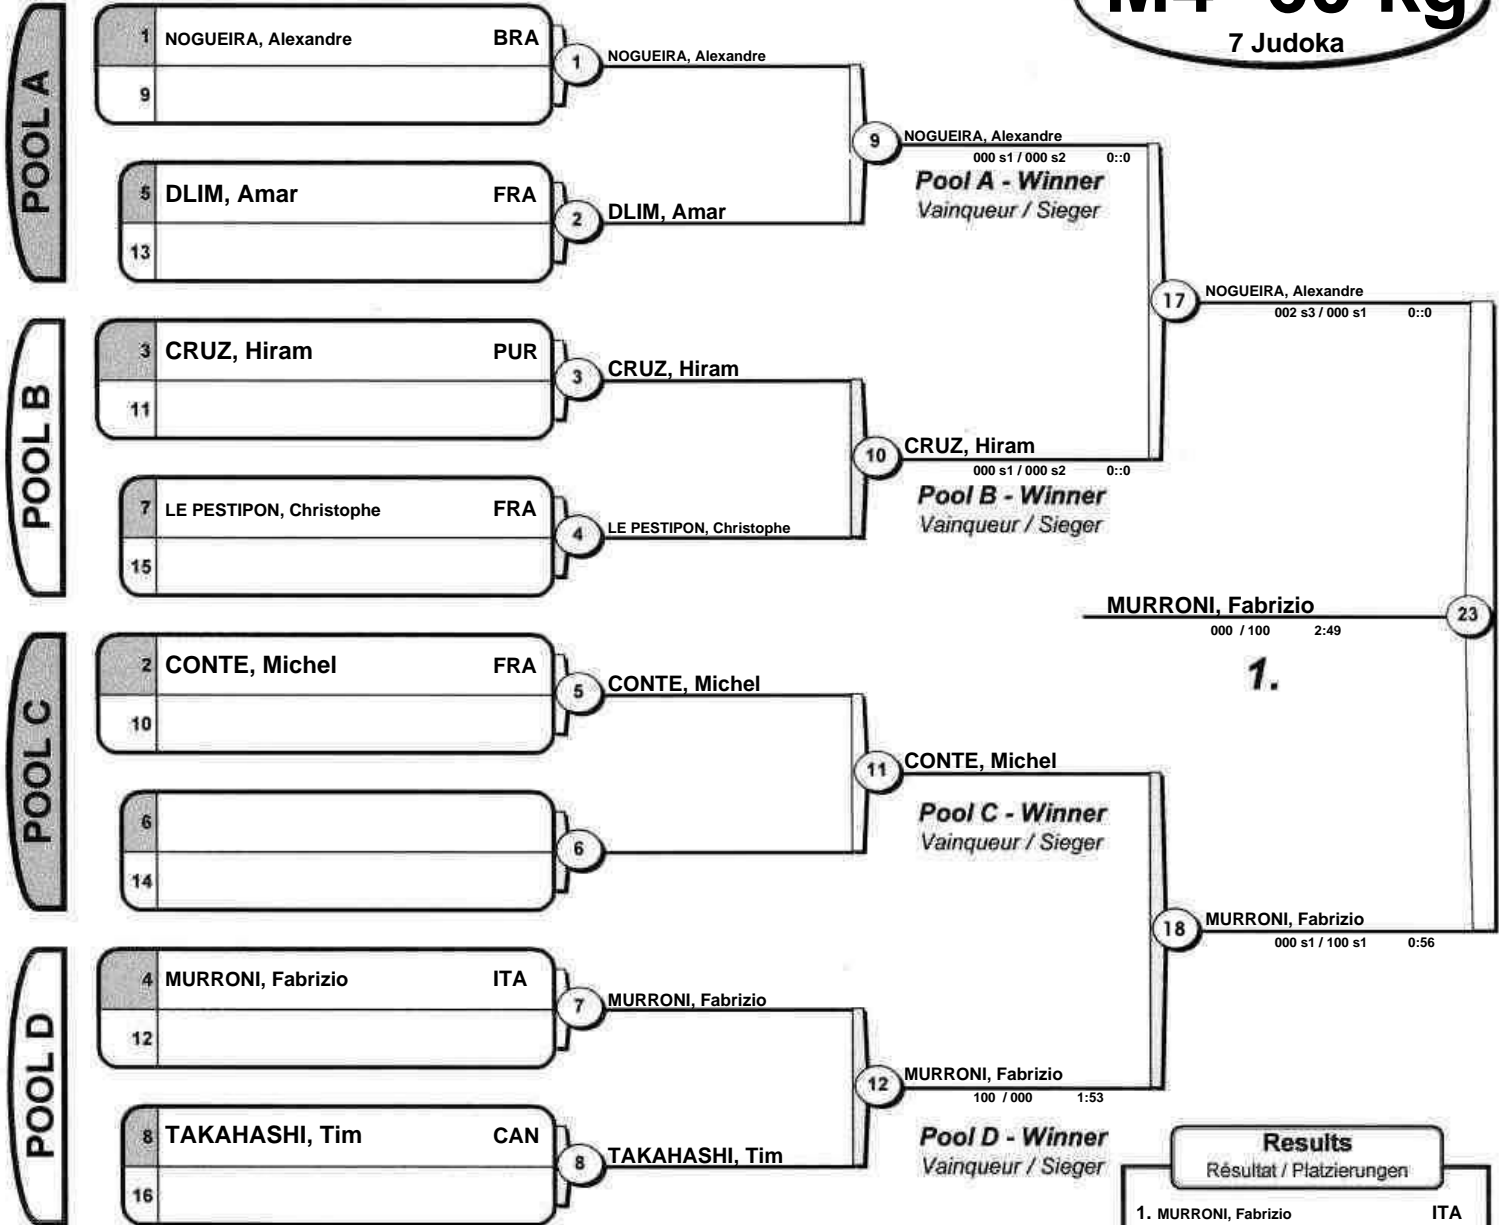 M4 -60 kg
7 Judoka
POOL A
1 NOGUEIRA, Alexandre BRA
9
1 NOGUEIRA, Alexandre
5 DLIM, Amar FRA
13
2 DLIM, Amar
9 NOGUEIRA, Alexandre
000 s1 / 000 s2 0::0
Pool A - Winner
Vainqueur / Sieger
POOL B
3 CRUZ, Hiram PUR
11
3 CRUZ, Hiram
7 LE PESTIPON, Christophe FRA
15
4 LE PESTIPON, Christophe
10 CRUZ, Hiram
000 s1 / 000 s2 0::0
Pool B - Winner
Vainqueur / Sieger
17 NOGUEIRA, Alexandre
002 s3 / 000 s1 0::0
MURRONI, Fabrizio 23
000 / 100 2:49
1.
POOL C
2 CONTE, Michel FRA
10
5 CONTE, Michel
6
14
6
11 CONTE, Michel
Pool C - Winner
Vainqueur / Sieger
18 MURRONI, Fabrizio
000 s1 / 100 s1 0:56
POOL D
4 MURRONI, Fabrizio ITA
12
7 MURRONI, Fabrizio
8 TAKAHASHI, Tim CAN
16
8 TAKAHASHI, Tim
12 MURRONI, Fabrizio
100 / 000 1:53
Pool D - Winner
Vainqueur / Sieger
Results
Résultat / Platzierungen
1. MURRONI, Fabrizio ITA